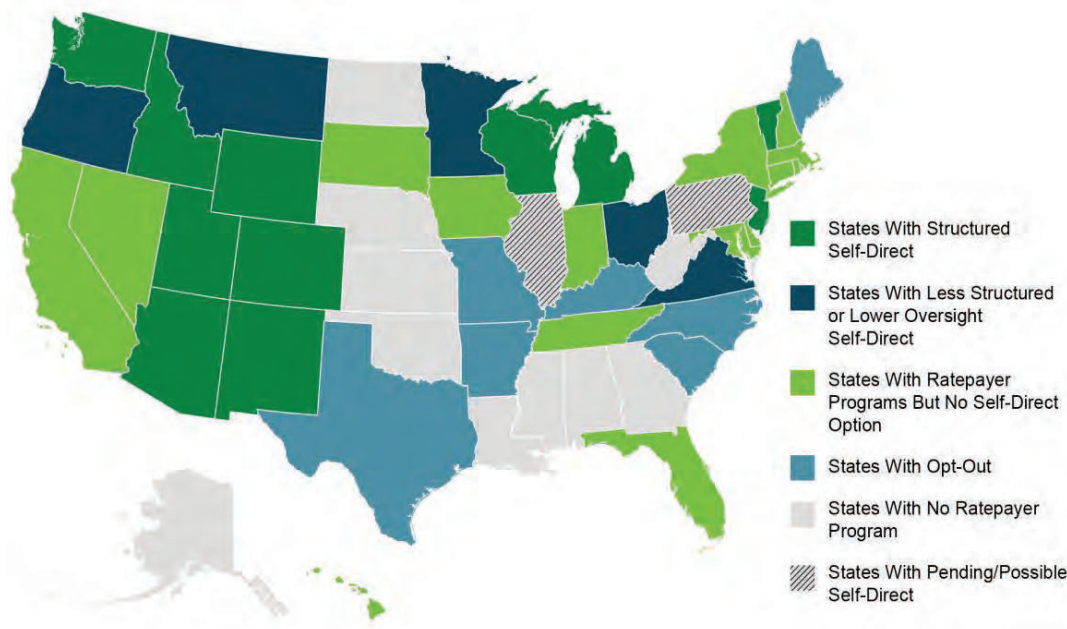 States With Structured
Self-Direct
States With Less Structured
or Lower Oversight
Self-Direct
States With Ratepayer
Programs But No Self-Direct
Option
States With Opt-Out
States With No Ratepayer
Program
States With Pending/Possible
Self-Direct